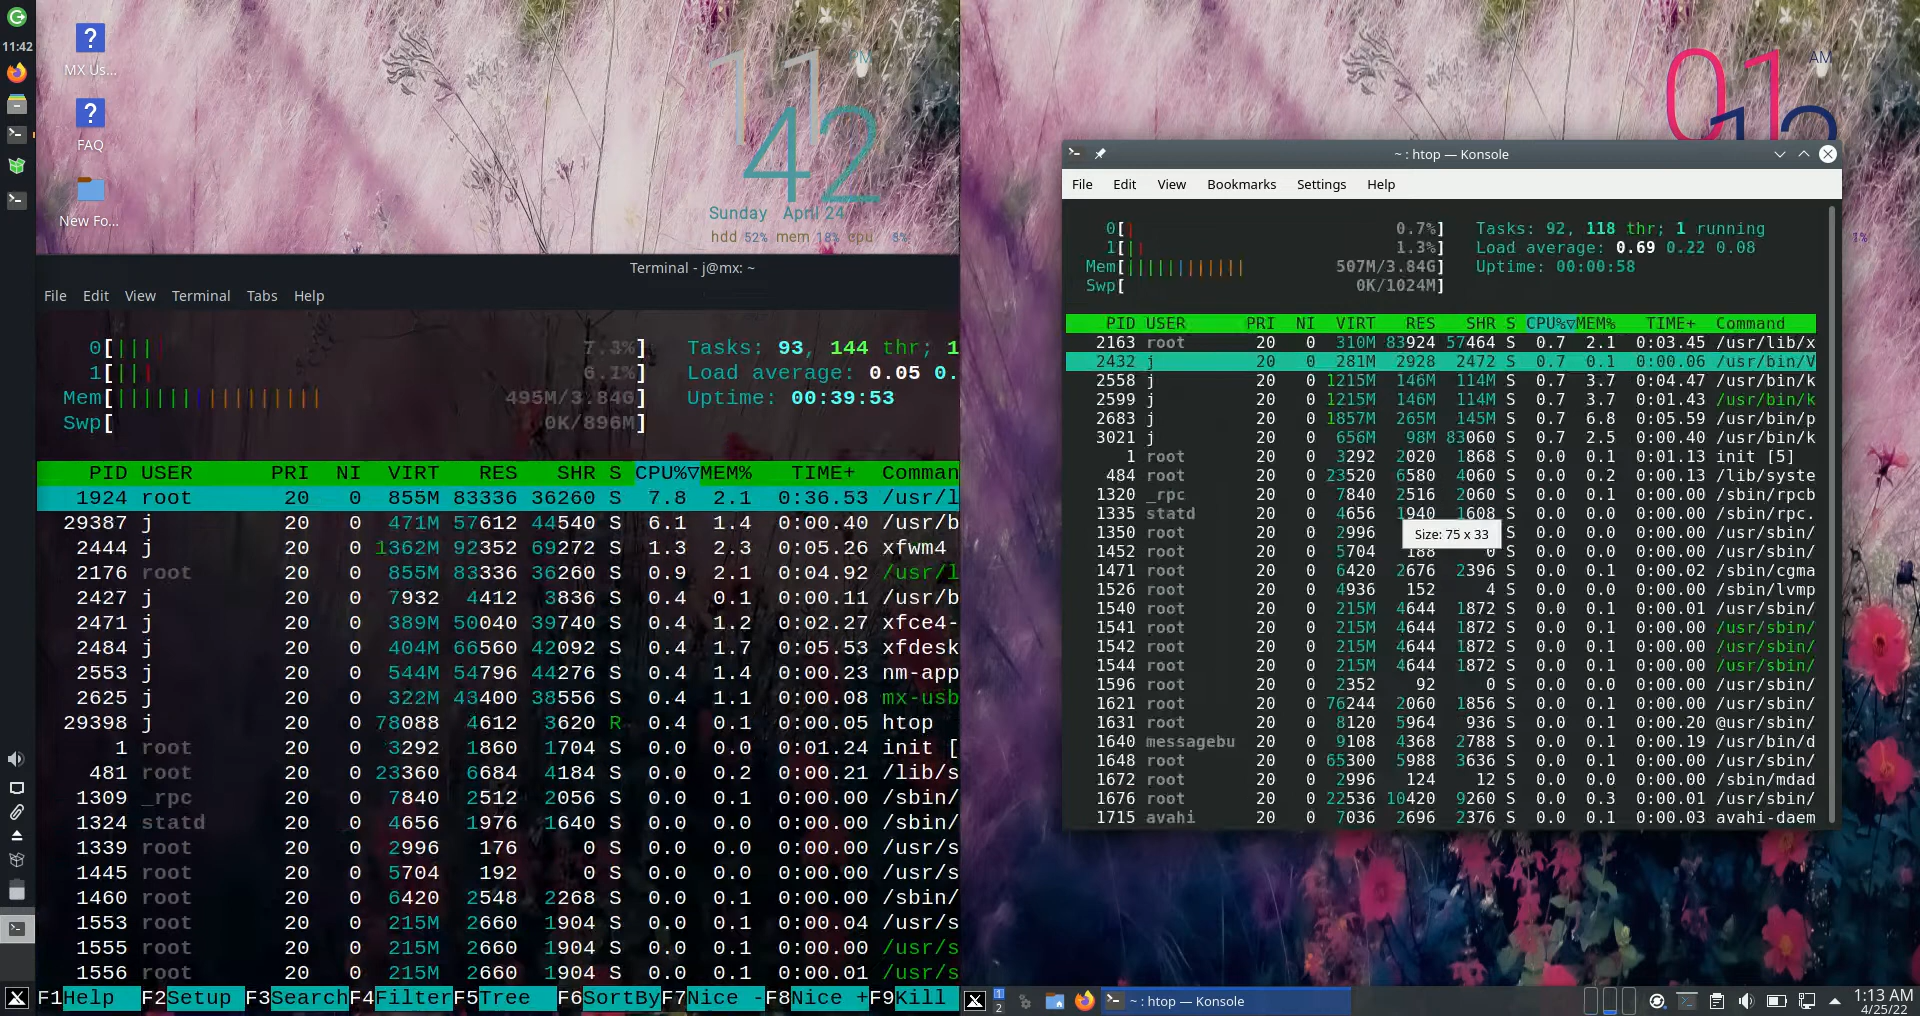 11:42
MX Us...
FAQ
New Fo...
11 PM
42
Sunday April 24
hdd 52% mem 18% cpu 8%
Terminal - j@mx: ~
File Edit View Terminal Tabs Help
0[||| 7.3%] Tasks: 93, 144 thr; 1
1[||| 6.1%] Load average: 0.05 0.
Mem[|||||||||||||||||| 495M/3.84G] Uptime: 00:39:53
Swp[ 0K/896M]
PID USER PRI NI VIRT RES SHR S CPU%▽MEM% TIME+ Comman
1924 root 20 0 855M 83336 36260 S 7.8 2.1 0:36.53 /usr/l
29387 j 20 0 471M 57612 44540 S 6.1 1.4 0:00.40 /usr/b
2444 j 20 0 1362M 92352 69272 S 1.3 2.3 0:05.26 xfwm4
2176 root 20 0 855M 83336 36260 S 0.9 2.1 0:04.92 /usr/l
2427 j 20 0 7932 4412 3836 S 0.4 0.1 0:00.11 /usr/b
2471 j 20 0 389M 50040 39740 S 0.4 1.2 0:02.27 xfce4-
2484 j 20 0 404M 66560 42092 S 0.4 1.7 0:05.53 xfdesk
2553 j 20 0 544M 54796 44276 S 0.4 1.4 0:00.23 nm-app
2625 j 20 0 322M 43400 38556 S 0.4 1.1 0:00.08 mx-usb
29398 j 20 0 78088 4612 3620 R 0.4 0.1 0:00.05 htop
1 root 20 0 3292 1860 1704 S 0.0 0.0 0:01.24 init [
481 root 20 0 23360 6684 4184 S 0.0 0.2 0:00.21 /lib/s
1309 _rpc 20 0 7840 2512 2056 S 0.0 0.1 0:00.00 /sbin/
1324 statd 20 0 4656 1976 1640 S 0.0 0.0 0:00.00 /sbin/
1339 root 20 0 2996 176 0 S 0.0 0.0 0:00.00 /usr/s
1445 root 20 0 5704 192 0 S 0.0 0.0 0:00.00 /usr/s
1460 root 20 0 6420 2548 2268 S 0.0 0.1 0:00.00 /sbin/
1553 root 20 0 215M 2660 1904 S 0.0 0.1 0:00.04 /usr/s
1555 root 20 0 215M 2660 1904 S 0.0 0.1 0:00.00 /usr/s
1556 root 20 0 215M 2660 1904 S 0.0 0.1 0:00.01 /usr/s
F1Help F2Setup F3SearchF4FilterF5Tree F6SortByF7Nice -F8Nice +F9Kill
01 AM
1%
~ : htop — Konsole
File Edit View Bookmarks Settings Help
0[| 0.7%] Tasks: 92, 118 thr; 1 running
1[|| 1.3%] Load average: 0.69 0.22 0.08
Mem[||||||||||||| 507M/3.84G] Uptime: 00:00:58
Swp[ 0K/1024M]
PID USER PRI NI VIRT RES SHR S CPU%▽MEM% TIME+ Command
2163 root 20 0 310M 83924 57464 S 0.7 2.1 0:03.45 /usr/lib/x
2432 j 20 0 281M 2928 2472 S 0.7 0.1 0:00.06 /usr/bin/V
2558 j 20 0 1215M 146M 114M S 0.7 3.7 0:04.47 /usr/bin/k
2599 j 20 0 1215M 146M 114M S 0.7 3.7 0:01.43 /usr/bin/k
2683 j 20 0 1857M 265M 145M S 0.7 6.8 0:05.59 /usr/bin/p
3021 j 20 0 656M 98M 83060 S 0.7 2.5 0:00.40 /usr/bin/k
1 root 20 0 3292 2020 1868 S 0.0 0.1 0:01.13 init [5]
484 root 20 0 23520 6580 4060 S 0.0 0.2 0:00.13 /lib/syste
1320 _rpc 20 0 7840 2516 2060 S 0.0 0.1 0:00.00 /sbin/rpcb
1335 statd 20 0 4656 1940 1608 S 0.0 0.0 0:00.00 /sbin/rpc.
1350 root 20 0 2996 S 0.0 0.0 0:00.00 /usr/sbin/
Size: 75 x 33
1452 root 20 0 5704 188 0 S 0.0 0.0 0:00.00 /usr/sbin/
1471 root 20 0 6420 2676 2396 S 0.0 0.1 0:00.02 /sbin/cgma
1526 root 20 0 4936 152 4 S 0.0 0.0 0:00.00 /sbin/lvmp
1540 root 20 0 215M 4644 1872 S 0.0 0.1 0:00.01 /usr/sbin/
1541 root 20 0 215M 4644 1872 S 0.0 0.1 0:00.00 /usr/sbin/
1542 root 20 0 215M 4644 1872 S 0.0 0.1 0:00.00 /usr/sbin/
1544 root 20 0 215M 4644 1872 S 0.0 0.1 0:00.00 /usr/sbin/
1596 root 20 0 2352 92 0 S 0.0 0.0 0:00.00 /usr/sbin/
1621 root 20 0 76244 2060 1856 S 0.0 0.1 0:00.00 /usr/sbin/
1631 root 20 0 8120 5964 936 S 0.0 0.1 0:00.20 @usr/sbin/
1640 messagebu 20 0 9108 4368 2788 S 0.0 0.1 0:00.19 /usr/bin/d
1648 root 20 0 65300 5988 3636 S 0.0 0.1 0:00.00 /usr/sbin/
1672 root 20 0 2996 124 12 S 0.0 0.0 0:00.00 /sbin/mdad
1676 root 20 0 22536 10420 9260 S 0.0 0.3 0:00.01 /usr/sbin/
1715 avahi 20 0 7036 2696 2376 S 0.0 0.1 0:00.03 avahi-daem
1
2
~ : htop — Konsole
1:13 AM
4/25/22